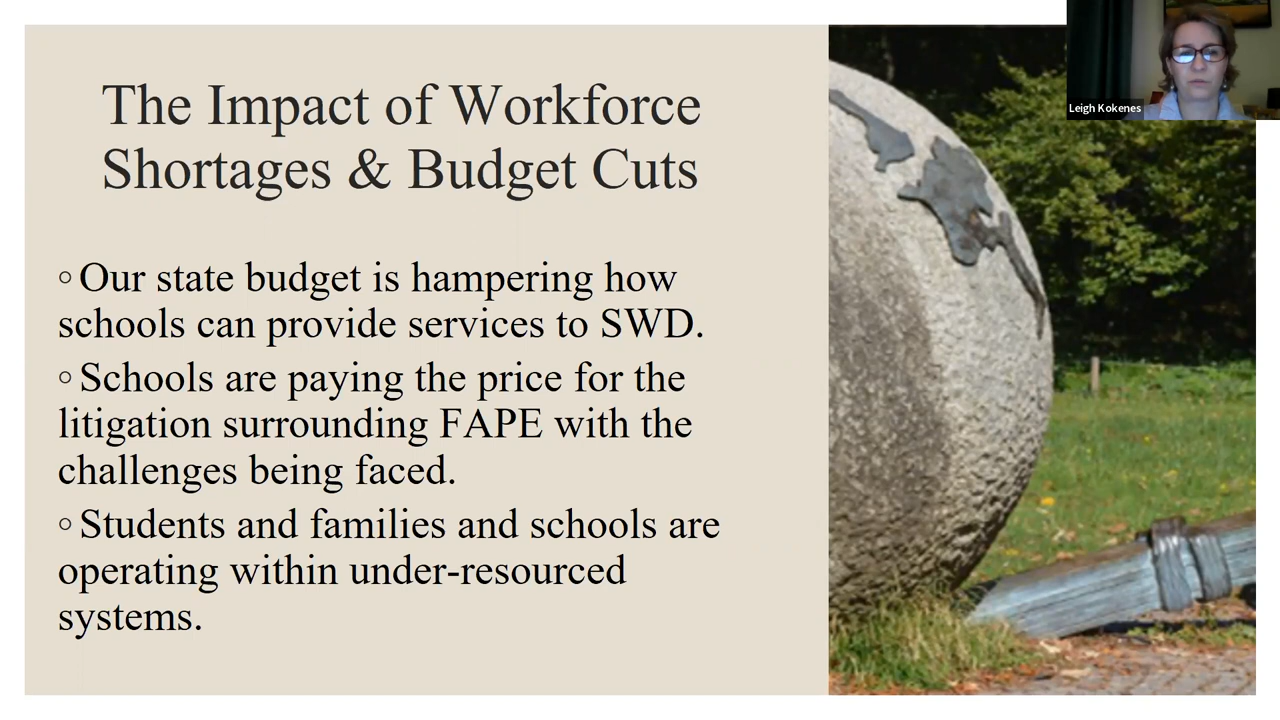 The Impact of Workforce
Shortages & Budget Cuts
Leigh Kokenes
◦ Our state budget is hampering how
schools can provide services to SWD.
◦ Schools are paying the price for the
litigation surrounding FAPE with the
challenges being faced.
◦ Students and families and schools are
operating within under-resourced
systems.